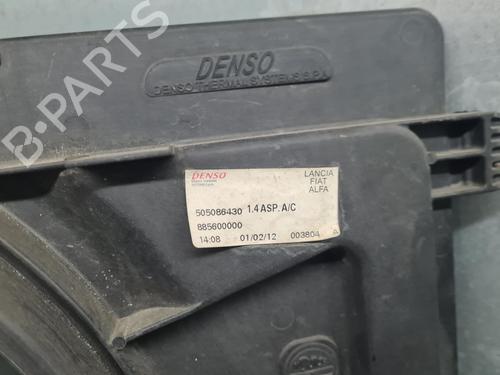 B-PARTS
DENSO
DENSO THERMAL SYSTEMS S.P.A.
DENSO
LANCIA
FIAT
ALFA
505086430 1.4 ASP. A/C
885600000
14:08 01/02/12 003804